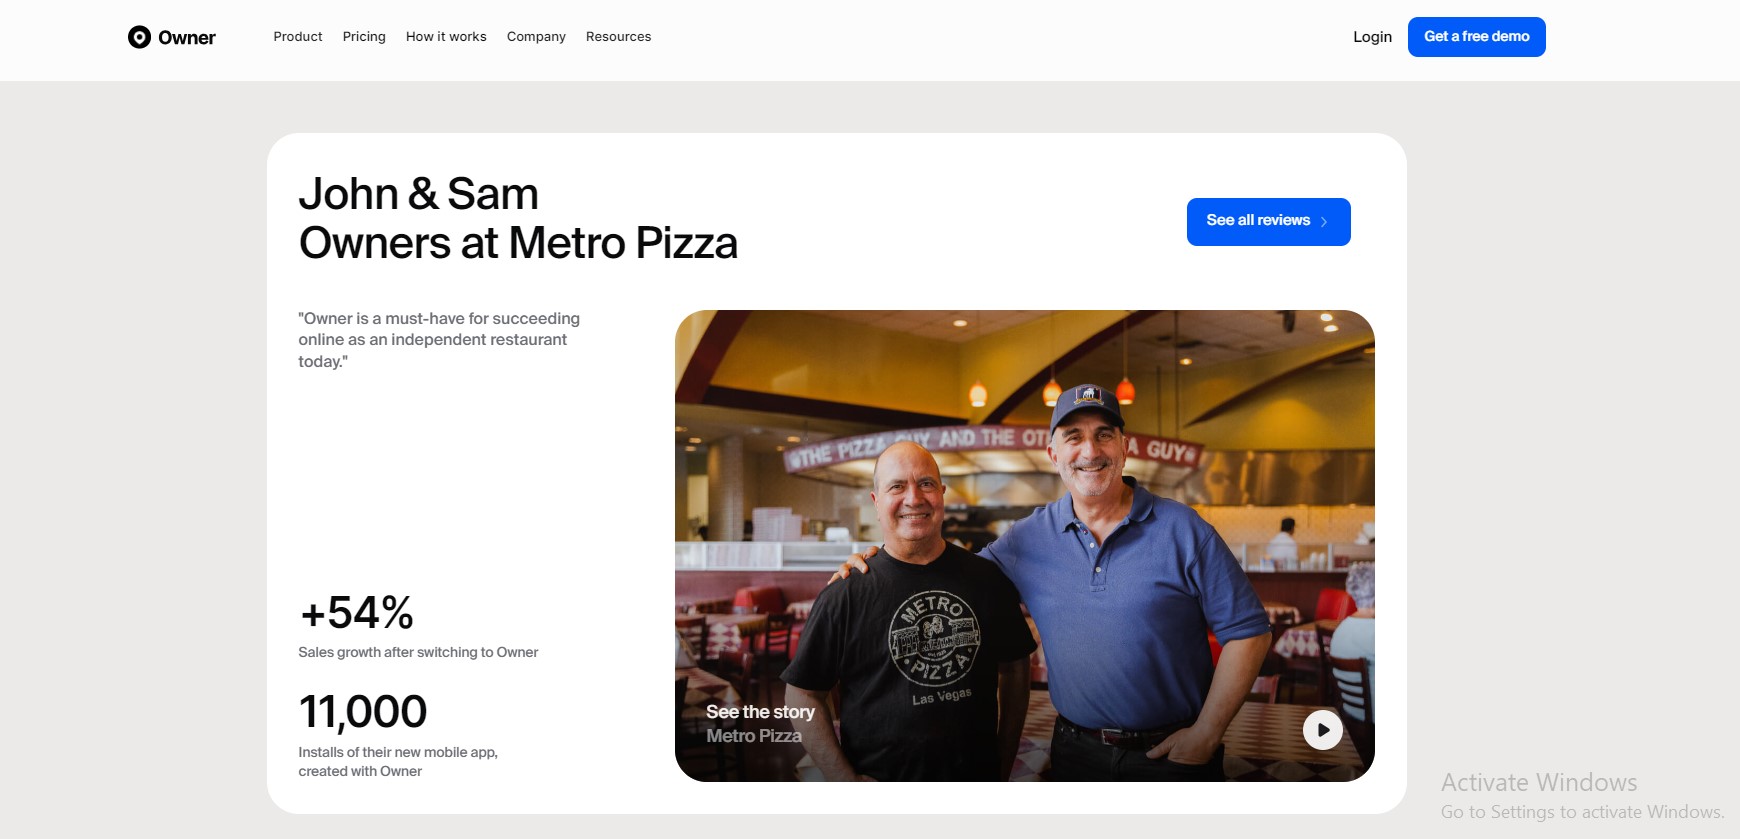 Owner
Product
Pricing
How it works
Company
Resources
Login
Get a free demo
John & Sam
Owners at Metro Pizza
See all reviews
"Owner is a must-have for succeeding
online as an independent restaurant
today."
THE PIZZA GUY AND THE OT
A GUY
METRO
PIZZA
Las Vegas
+54%
Sales growth after switching to Owner
11,000
Installs of their new mobile app,
created with Owner
See the story
Metro Pizza
Activate Windows
Go to Settings to activate Windows.